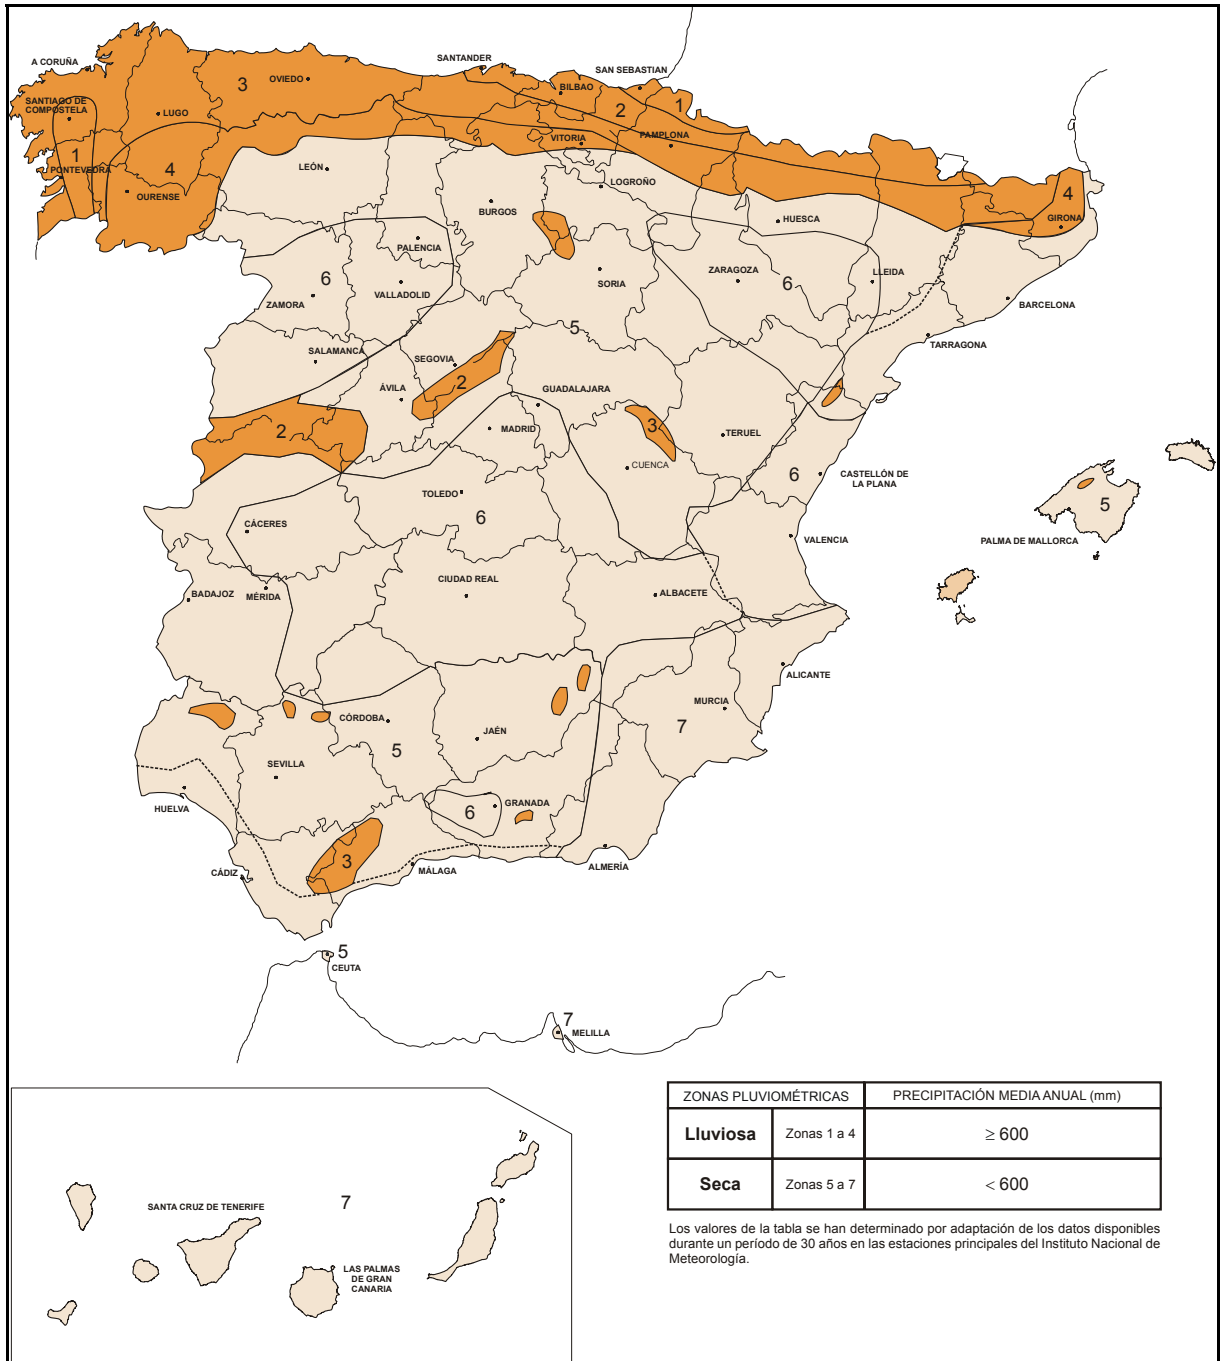 A CORUÑA
SANTANDER
SAN SEBASTIAN
3
OVIEDO
BILBAO
SANTIAGO DE
COMPOSTELA
LUGO
2
1
VITORIA
PAMPLONA
1
PONTEVEDRA
4
OURENSE
LEÓN
LOGROÑO
4
GIRONA
BURGOS
HUESCA
PALENCIA
6
ZAMORA
VALLADOLID
SORIA
ZARAGOZA
6
LLEIDA
BARCELONA
5
TARRAGONA
SALAMANCA
SEGOVIA
2
ÁVILA
GUADALAJARA
2
MADRID
3
TERUEL
CUENCA
6
CASTELLÓN DE
LA PLANA
TOLEDO
6
5
CÁCERES
VALENCIA
PALMA DE MALLORCA
BADAJOZ
MÉRIDA
CIUDAD REAL
ALBACETE
ALICANTE
MURCIA
7
CÓRDOBA
5
JAÉN
SEVILLA
HUELVA
6
GRANADA
3
CÁDIZ
MÁLAGA
ALMERÍA
5
CEUTA
7
MELILLA
ZONAS PLUVIOMÉTRICAS PRECIPITACIÓN MEDIA ANUAL (mm)
Lluviosa Zonas 1 a 4 ≥ 600
Seca Zonas 5 a 7 < 600
Los valores de la tabla se han determinado por adaptación de los datos disponibles
durante un período de 30 años en las estaciones principales del Instituto Nacional de
Meteorología.
SANTA CRUZ DE TENERIFE
7
LAS PALMAS
DE GRAN
CANARIA